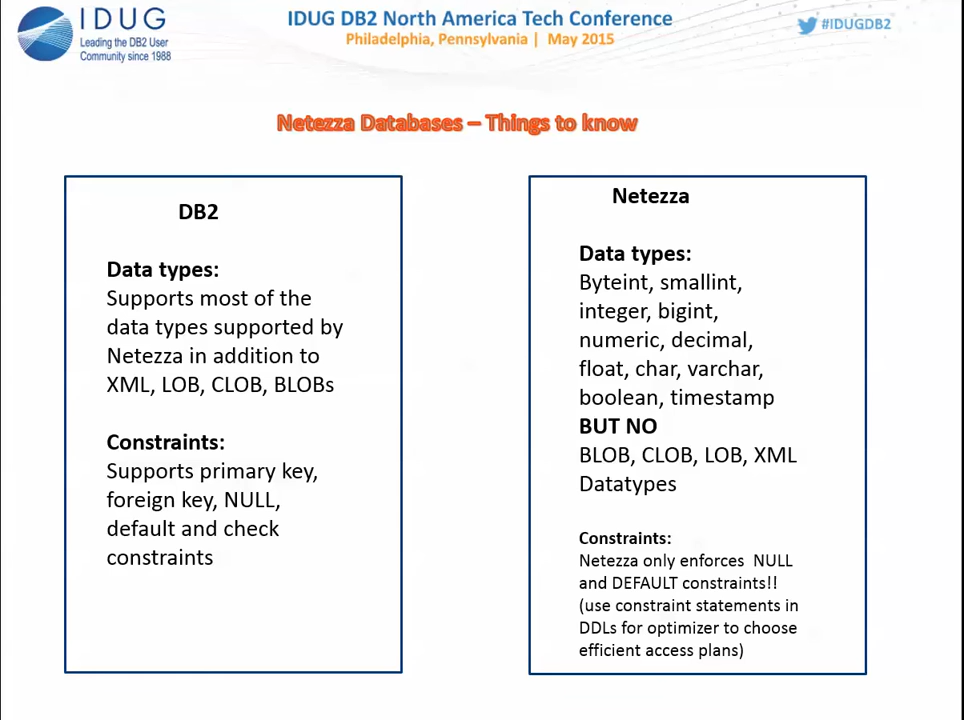 IDUG
Leading the DB2 User
Community since 1988
IDUG DB2 North America Tech Conference
Philadelphia, Pennsylvania | May 2015
#IDUGDB2
Netezza Databases – Things to know
DB2
Data types:
Supports most of the
data types supported by
Netezza in addition to
XML, LOB, CLOB, BLOBs
Constraints:
Supports primary key,
foreign key, NULL,
default and check
constraints
Netezza
Data types:
Byteint, smallint,
integer, bigint,
numeric, decimal,
float, char, varchar,
boolean, timestamp
BUT NO
BLOB, CLOB, LOB, XML
Datatypes
Constraints:
Netezza only enforces NULL
and DEFAULT constraints!!
(use constraint statements in
DDLs for optimizer to choose
efficient access plans)